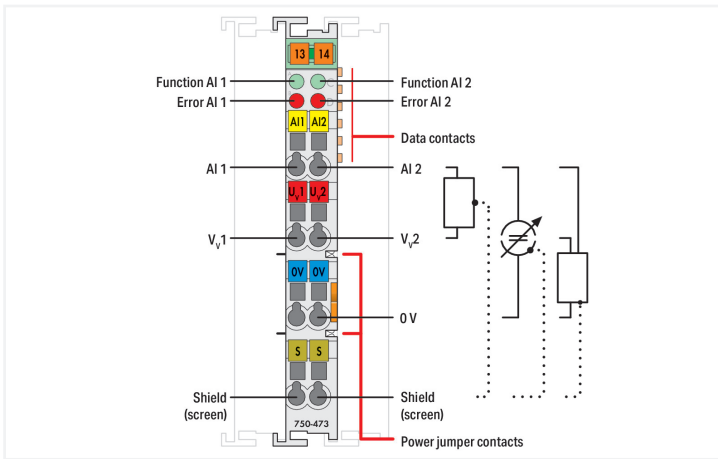 13 14
Function AI 1
Function AI 2
Error AI 1
Error AI 2
AI1 AI2
Data contacts
AI 1
AI 2
UV1 UV2
VV1
VV2
0V 0V
0 V
S S
Shield
(screen)
Shield
(screen)
750-473
Power jumper contacts